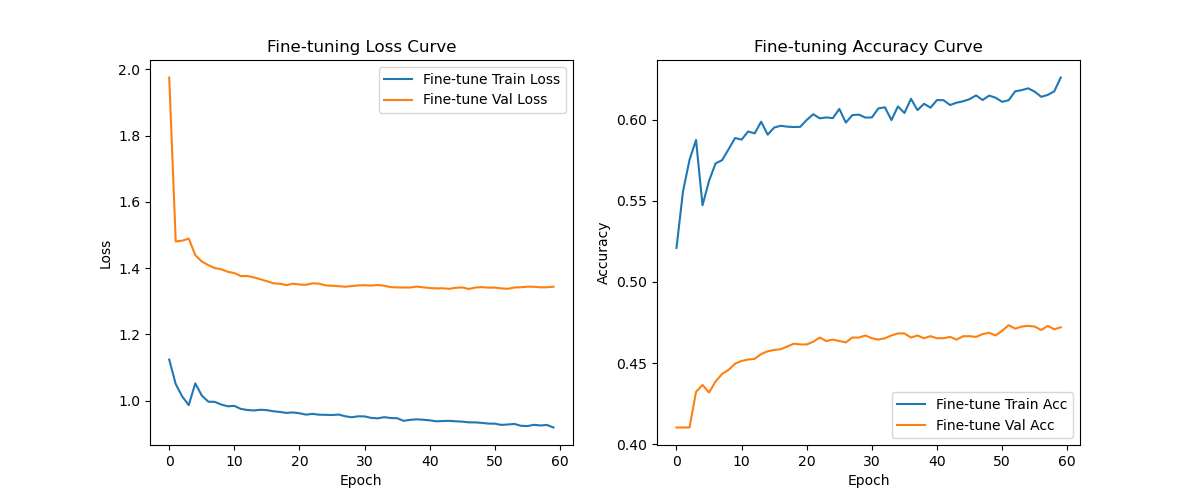 Fine-tuning Loss Curve
2.0
1.8
1.6
1.4
1.2
1.0
Loss
Fine-tune Train Loss
Fine-tune Val Loss
0 10 20 30 40 50 60
Epoch
Fine-tuning Accuracy Curve
0.60
0.55
0.50
0.45
0.40
Accuracy
Fine-tune Train Acc
Fine-tune Val Acc
0 10 20 30 40 50 60
Epoch